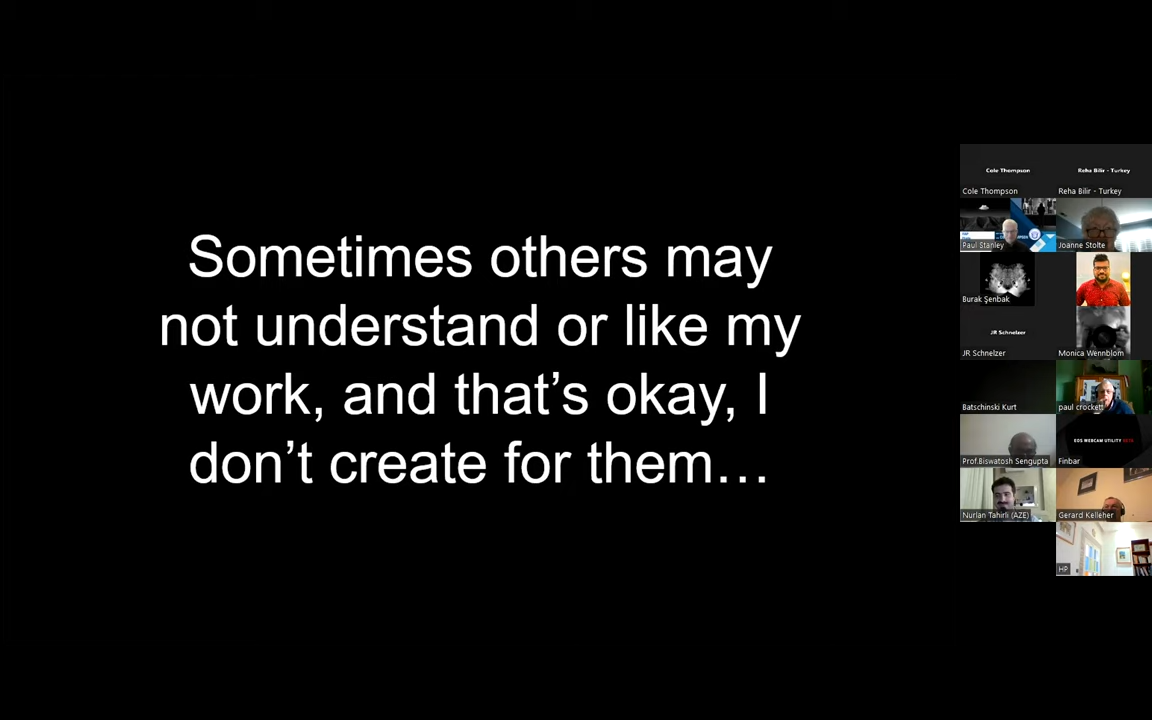 Sometimes others may
not understand or like my
work, and that’s okay, I
don’t create for them…
Cole Thompson
Cole Thompson
Reha Bilir - Turkey
Reha Bilir - Turkey
Paul Stanley
Joanne Stolte
Burak Şenbak
JR Schnelzer
JR Schnelzer
Monica Wennblom
Batschinski Kurt
paul crockett
Prof.Biswatosh Sengupta
EOS WEBCAM UTILITY BETA
Finbar
Nurlan Tahirli (AZE)
Gerard Kelleher
HP